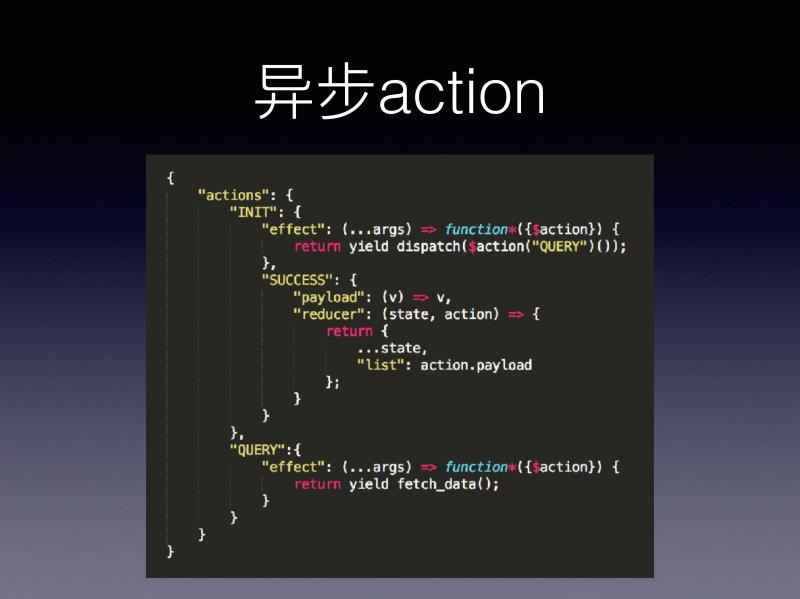 异步action
{
    "actions": {
        "INIT": {
            "effect": (...args) => function*({$action}) {
                return yield dispatch($action("QUERY")());
            },
            "SUCCESS": {
                "payload": (v) => v,
                "reducer": (state, action) => {
                    return {
                        ...state,
                        "list": action.payload
                    };
                }
            }
        },
        "QUERY":{
            "effect": (...args) => function*({$action}) {
                return yield fetch_data();
            }
        }
    }
}